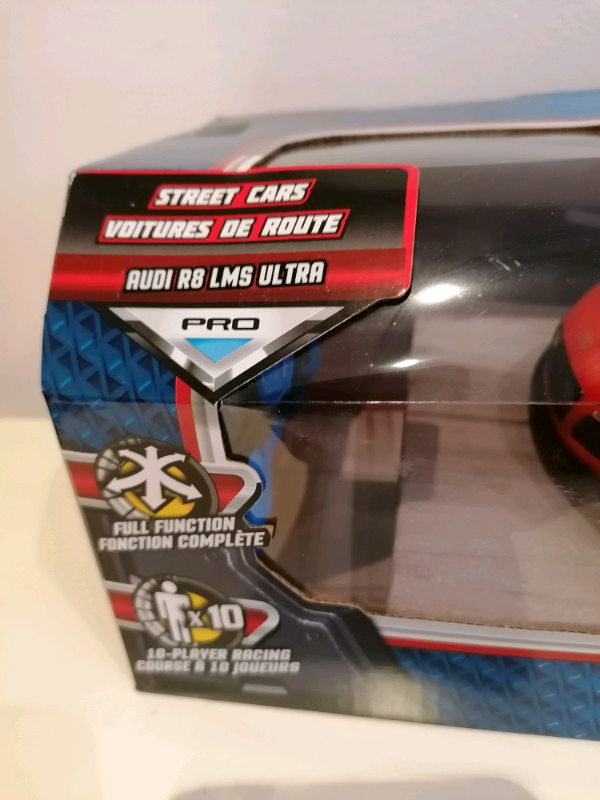 STREET CARS
VOITURES DE ROUTE
AUDI R8 LMS ULTRA
PRO
FULL FUNCTION
FONCTION COMPLÈTE
x 10
10-PLAYER RACING
COURSE À 10 JOUEURS